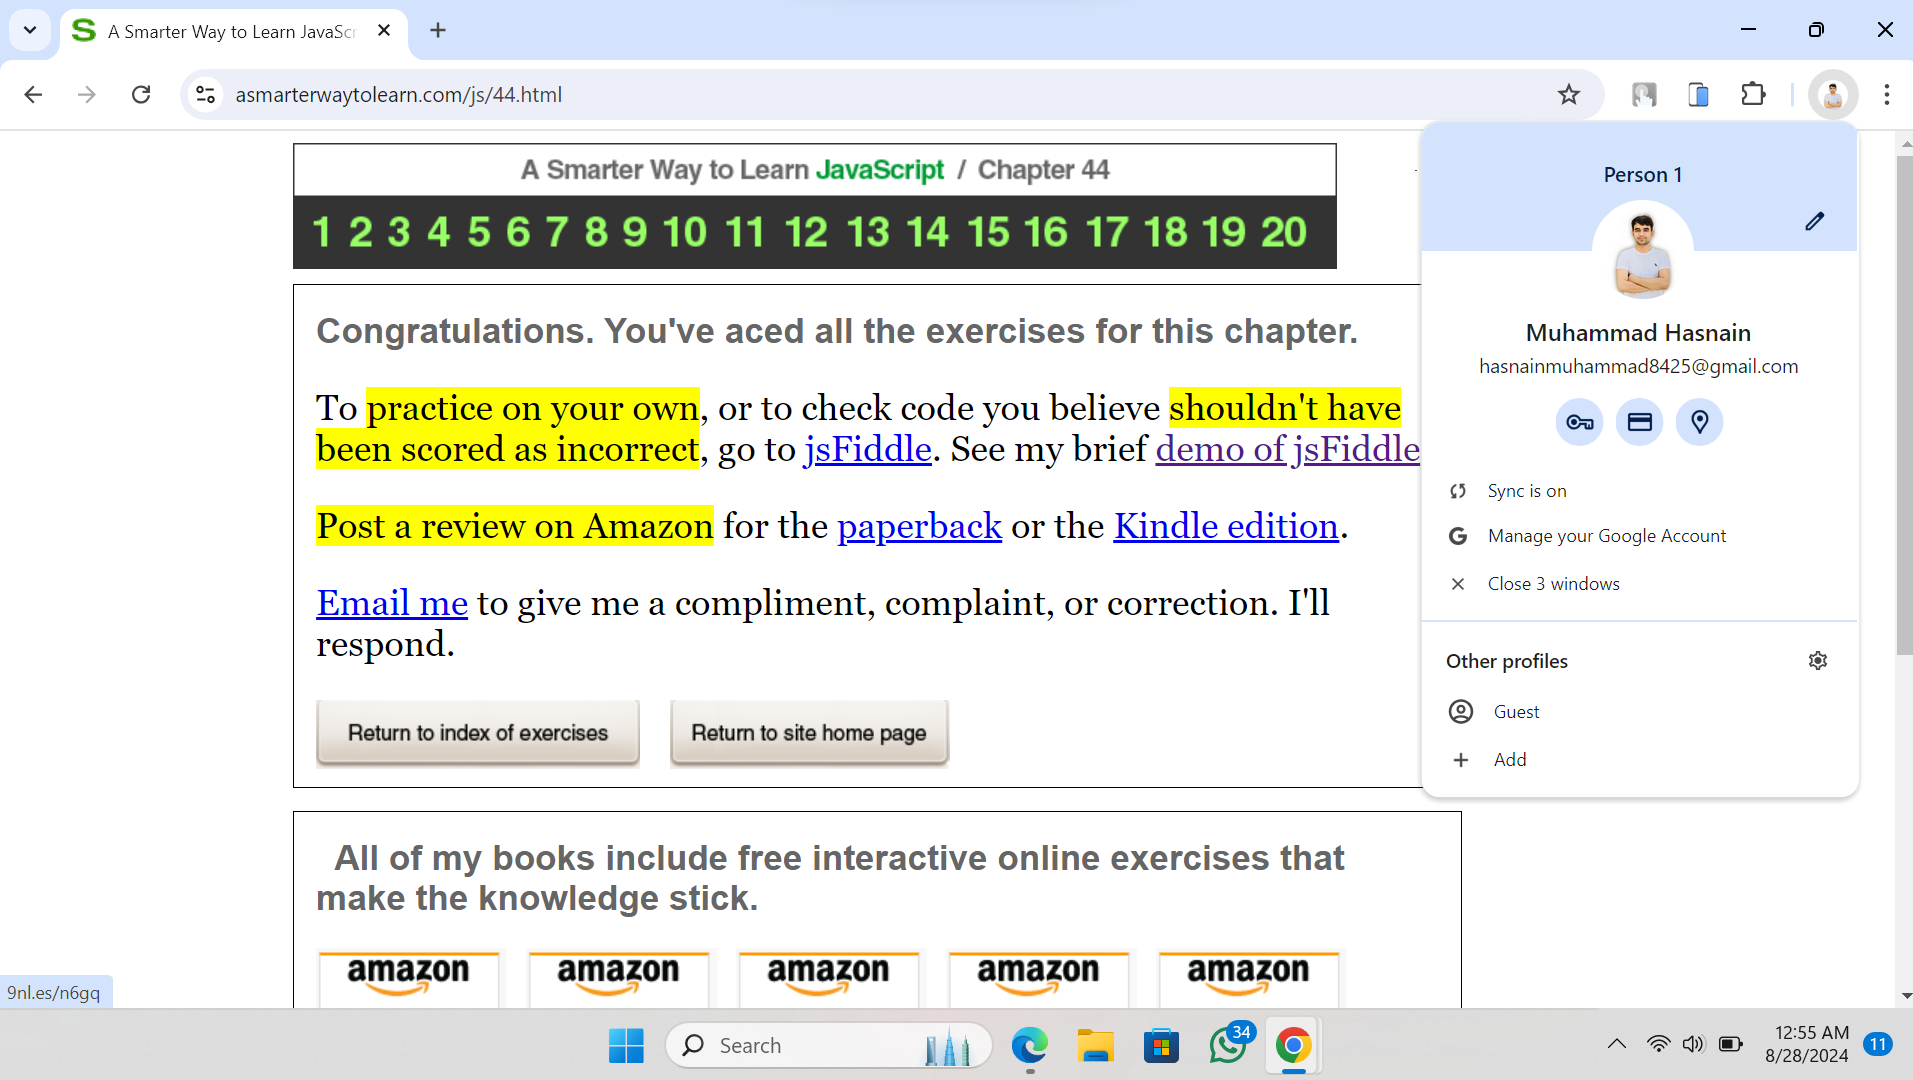 A Smarter Way to Learn JavaScr
asmarterwaytolearn.com/js/44.html
A Smarter Way to Learn JavaScript / Chapter 44
1 2 3 4 5 6 7 8 9 10 11 12 13 14 15 16 17 18 19 20
Congratulations. You've aced all the exercises for this chapter.
To practice on your own, or to check code you believe shouldn't have
been scored as incorrect, go to jsFiddle. See my brief demo of jsFiddle
Post a review on Amazon for the paperback or the Kindle edition.
Email me to give me a compliment, complaint, or correction. I'll
respond.
Return to index of exercises
Return to site home page
All of my books include free interactive online exercises that
make the knowledge stick.
amazon amazon amazon amazon amazon
Person 1
Muhammad Hasnain
hasnainmuhammad8425@gmail.com
Sync is on
G Manage your Google Account
Close 3 windows
Other profiles
Guest
Add
9nl.es/n6gq
Search
34
12:55 AM
8/28/2024
11